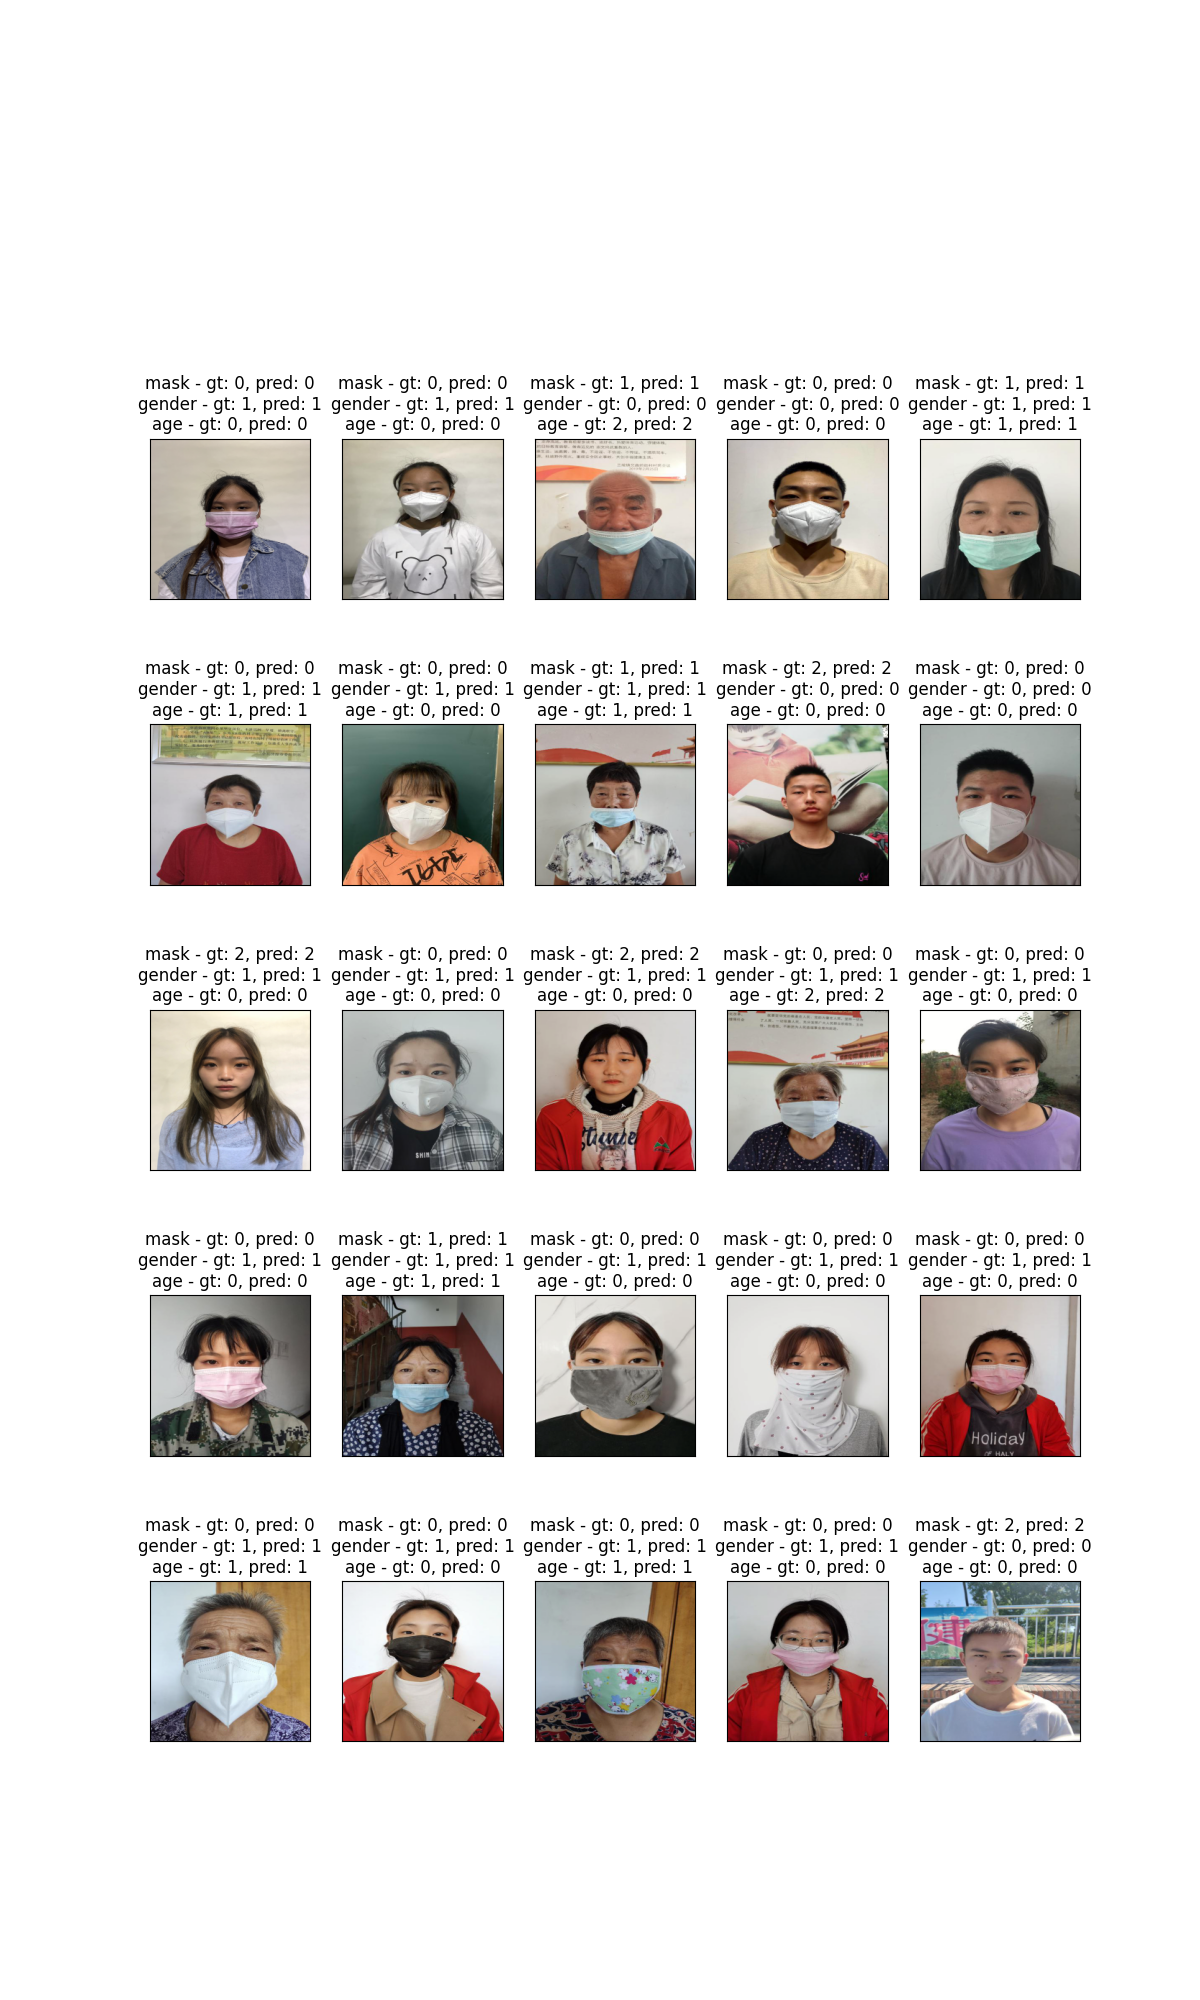 mask - gt: 0, pred: 0
gender - gt: 1, pred: 1
age - gt: 0, pred: 0
mask - gt: 0, pred: 0
gender - gt: 1, pred: 1
age - gt: 0, pred: 0
mask - gt: 1, pred: 1
gender - gt: 0, pred: 0
age - gt: 2, pred: 2
mask - gt: 0, pred: 0
gender - gt: 0, pred: 0
age - gt: 0, pred: 0
mask - gt: 1, pred: 1
gender - gt: 1, pred: 1
age - gt: 1, pred: 1
mask - gt: 0, pred: 0
gender - gt: 1, pred: 1
age - gt: 1, pred: 1
mask - gt: 0, pred: 0
gender - gt: 1, pred: 1
age - gt: 0, pred: 0
mask - gt: 1, pred: 1
gender - gt: 1, pred: 1
age - gt: 1, pred: 1
mask - gt: 2, pred: 2
gender - gt: 0, pred: 0
age - gt: 0, pred: 0
mask - gt: 0, pred: 0
gender - gt: 0, pred: 0
age - gt: 0, pred: 0
mask - gt: 2, pred: 2
gender - gt: 1, pred: 1
age - gt: 0, pred: 0
mask - gt: 0, pred: 0
gender - gt: 1, pred: 1
age - gt: 0, pred: 0
mask - gt: 2, pred: 2
gender - gt: 1, pred: 1
age - gt: 0, pred: 0
mask - gt: 0, pred: 0
gender - gt: 1, pred: 1
age - gt: 2, pred: 2
mask - gt: 0, pred: 0
gender - gt: 1, pred: 1
age - gt: 0, pred: 0
mask - gt: 0, pred: 0
gender - gt: 1, pred: 1
age - gt: 0, pred: 0
mask - gt: 1, pred: 1
gender - gt: 1, pred: 1
age - gt: 1, pred: 1
mask - gt: 0, pred: 0
gender - gt: 1, pred: 1
age - gt: 0, pred: 0
mask - gt: 0, pred: 0
gender - gt: 1, pred: 1
age - gt: 0, pred: 0
mask - gt: 0, pred: 0
gender - gt: 1, pred: 1
age - gt: 0, pred: 0
Holiday
OF HALY
mask - gt: 0, pred: 0
gender - gt: 1, pred: 1
age - gt: 1, pred: 1
mask - gt: 0, pred: 0
gender - gt: 1, pred: 1
age - gt: 0, pred: 0
mask - gt: 0, pred: 0
gender - gt: 1, pred: 1
age - gt: 1, pred: 1
mask - gt: 0, pred: 0
gender - gt: 1, pred: 1
age - gt: 0, pred: 0
mask - gt: 2, pred: 2
gender - gt: 0, pred: 0
age - gt: 0, pred: 0